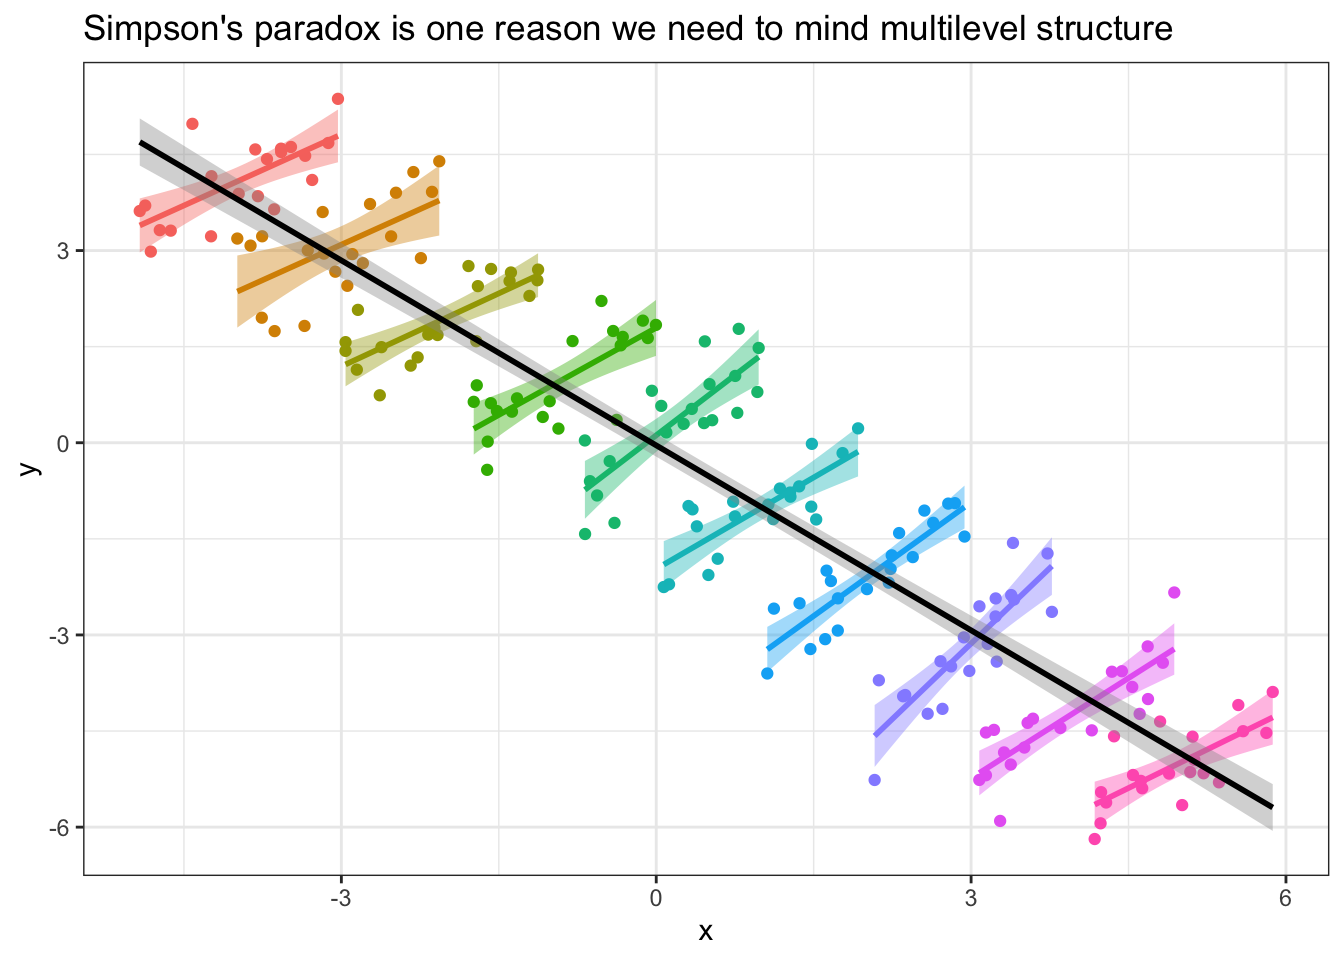 Simpson's paradox is one reason we need to mind multilevel structure
3
0
-3
-6
y
-3
0
3
6
x